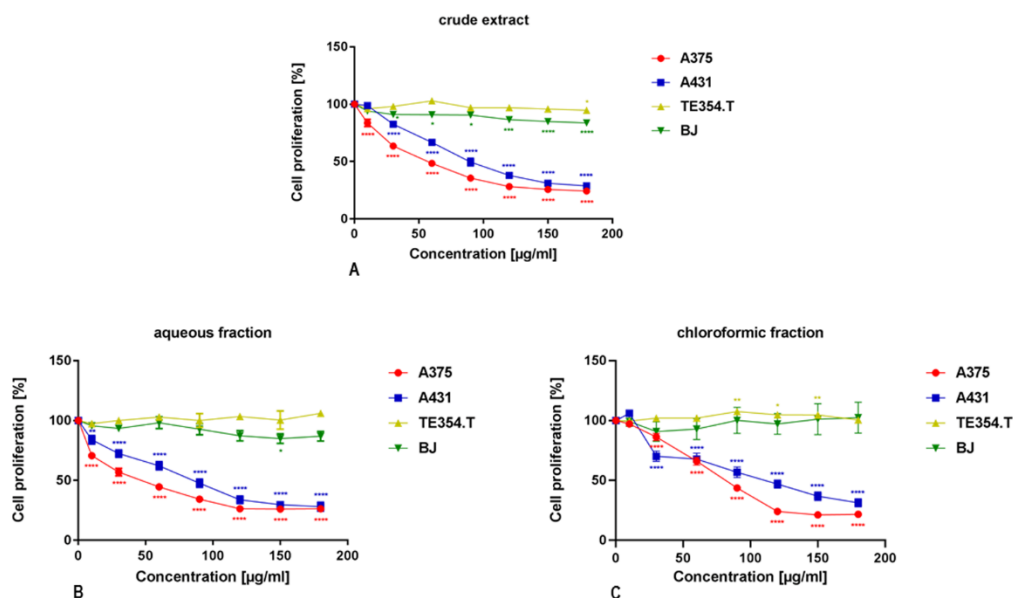 crude extract
150
100
50
0
Cell proliferation [%]
0 50 100 150 200
Concentration [µg/ml]
A375
A431
TE354.T
BJ
**** **** **** **** **** ****
**** **** **** **** **** **** ****
* * * *** **** ****
*
A
aqueous fraction
150
100
50
0
Cell proliferation [%]
0 50 100 150 200
Concentration [µg/ml]
A375
A431
TE354.T
BJ
** **** **** **** **** **** ****
**** **** **** **** **** **** ****
*
B
chloroformic fraction
150
100
50
0
Cell proliferation [%]
0 50 100 150 200
Concentration [µg/ml]
A375
A431
TE354.T
BJ
** * **
**** **** **** **** **** ****
**** **** **** **** **** ****
C